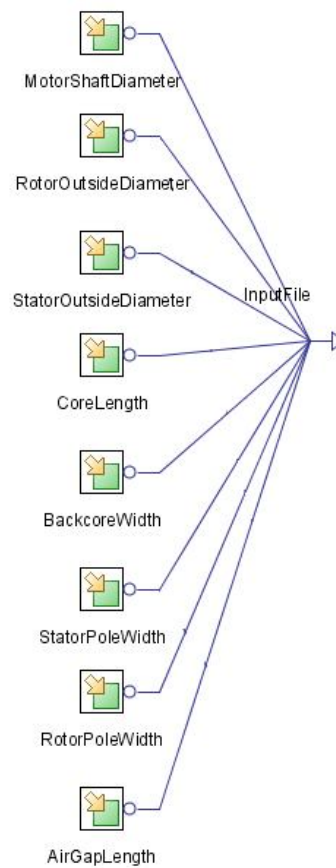 MotorShaftDiameter
RotorOutsideDiameter
StatorOutsideDiameter
InputFile
CoreLength
BackcoreWidth
StatorPoleWidth
RotorPoleWidth
AirGapLength